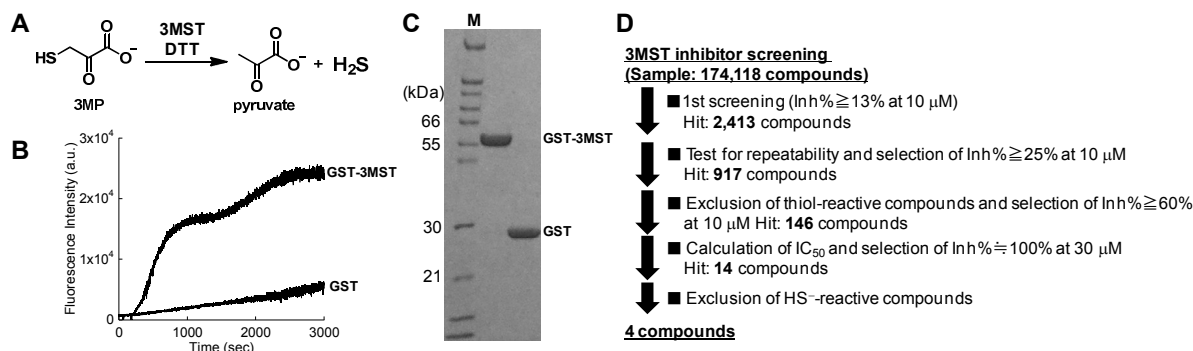 A
HS
O
O⁻
O
3MP
3MST
DTT
O
O⁻
O
pyruvate
+ H₂S
B
Fluorescence Intensity (a.u.)
3x10⁴
2x10⁴
1x10⁴
0
0
1000
2000
3000
Time (sec)
GST-3MST
GST
C
M
(kDa)
66
55
30
21
GST-3MST
GST
D
3MST inhibitor screening
(Sample: 174,118 compounds)
■1st screening (Inh%≧13% at 10 μM)
Hit: 2,413 compounds
■ Test for repeatability and selection of Inh%≧25% at 10 μM
Hit: 917 compounds
■ Exclusion of thiol-reactive compounds and selection of Inh%≧60%
at 10 μM Hit: 146 compounds
■ Calculation of IC₅₀ and selection of Inh%≒100% at 30 μM
Hit: 14 compounds
■ Exclusion of HS⁻-reactive compounds
4 compounds